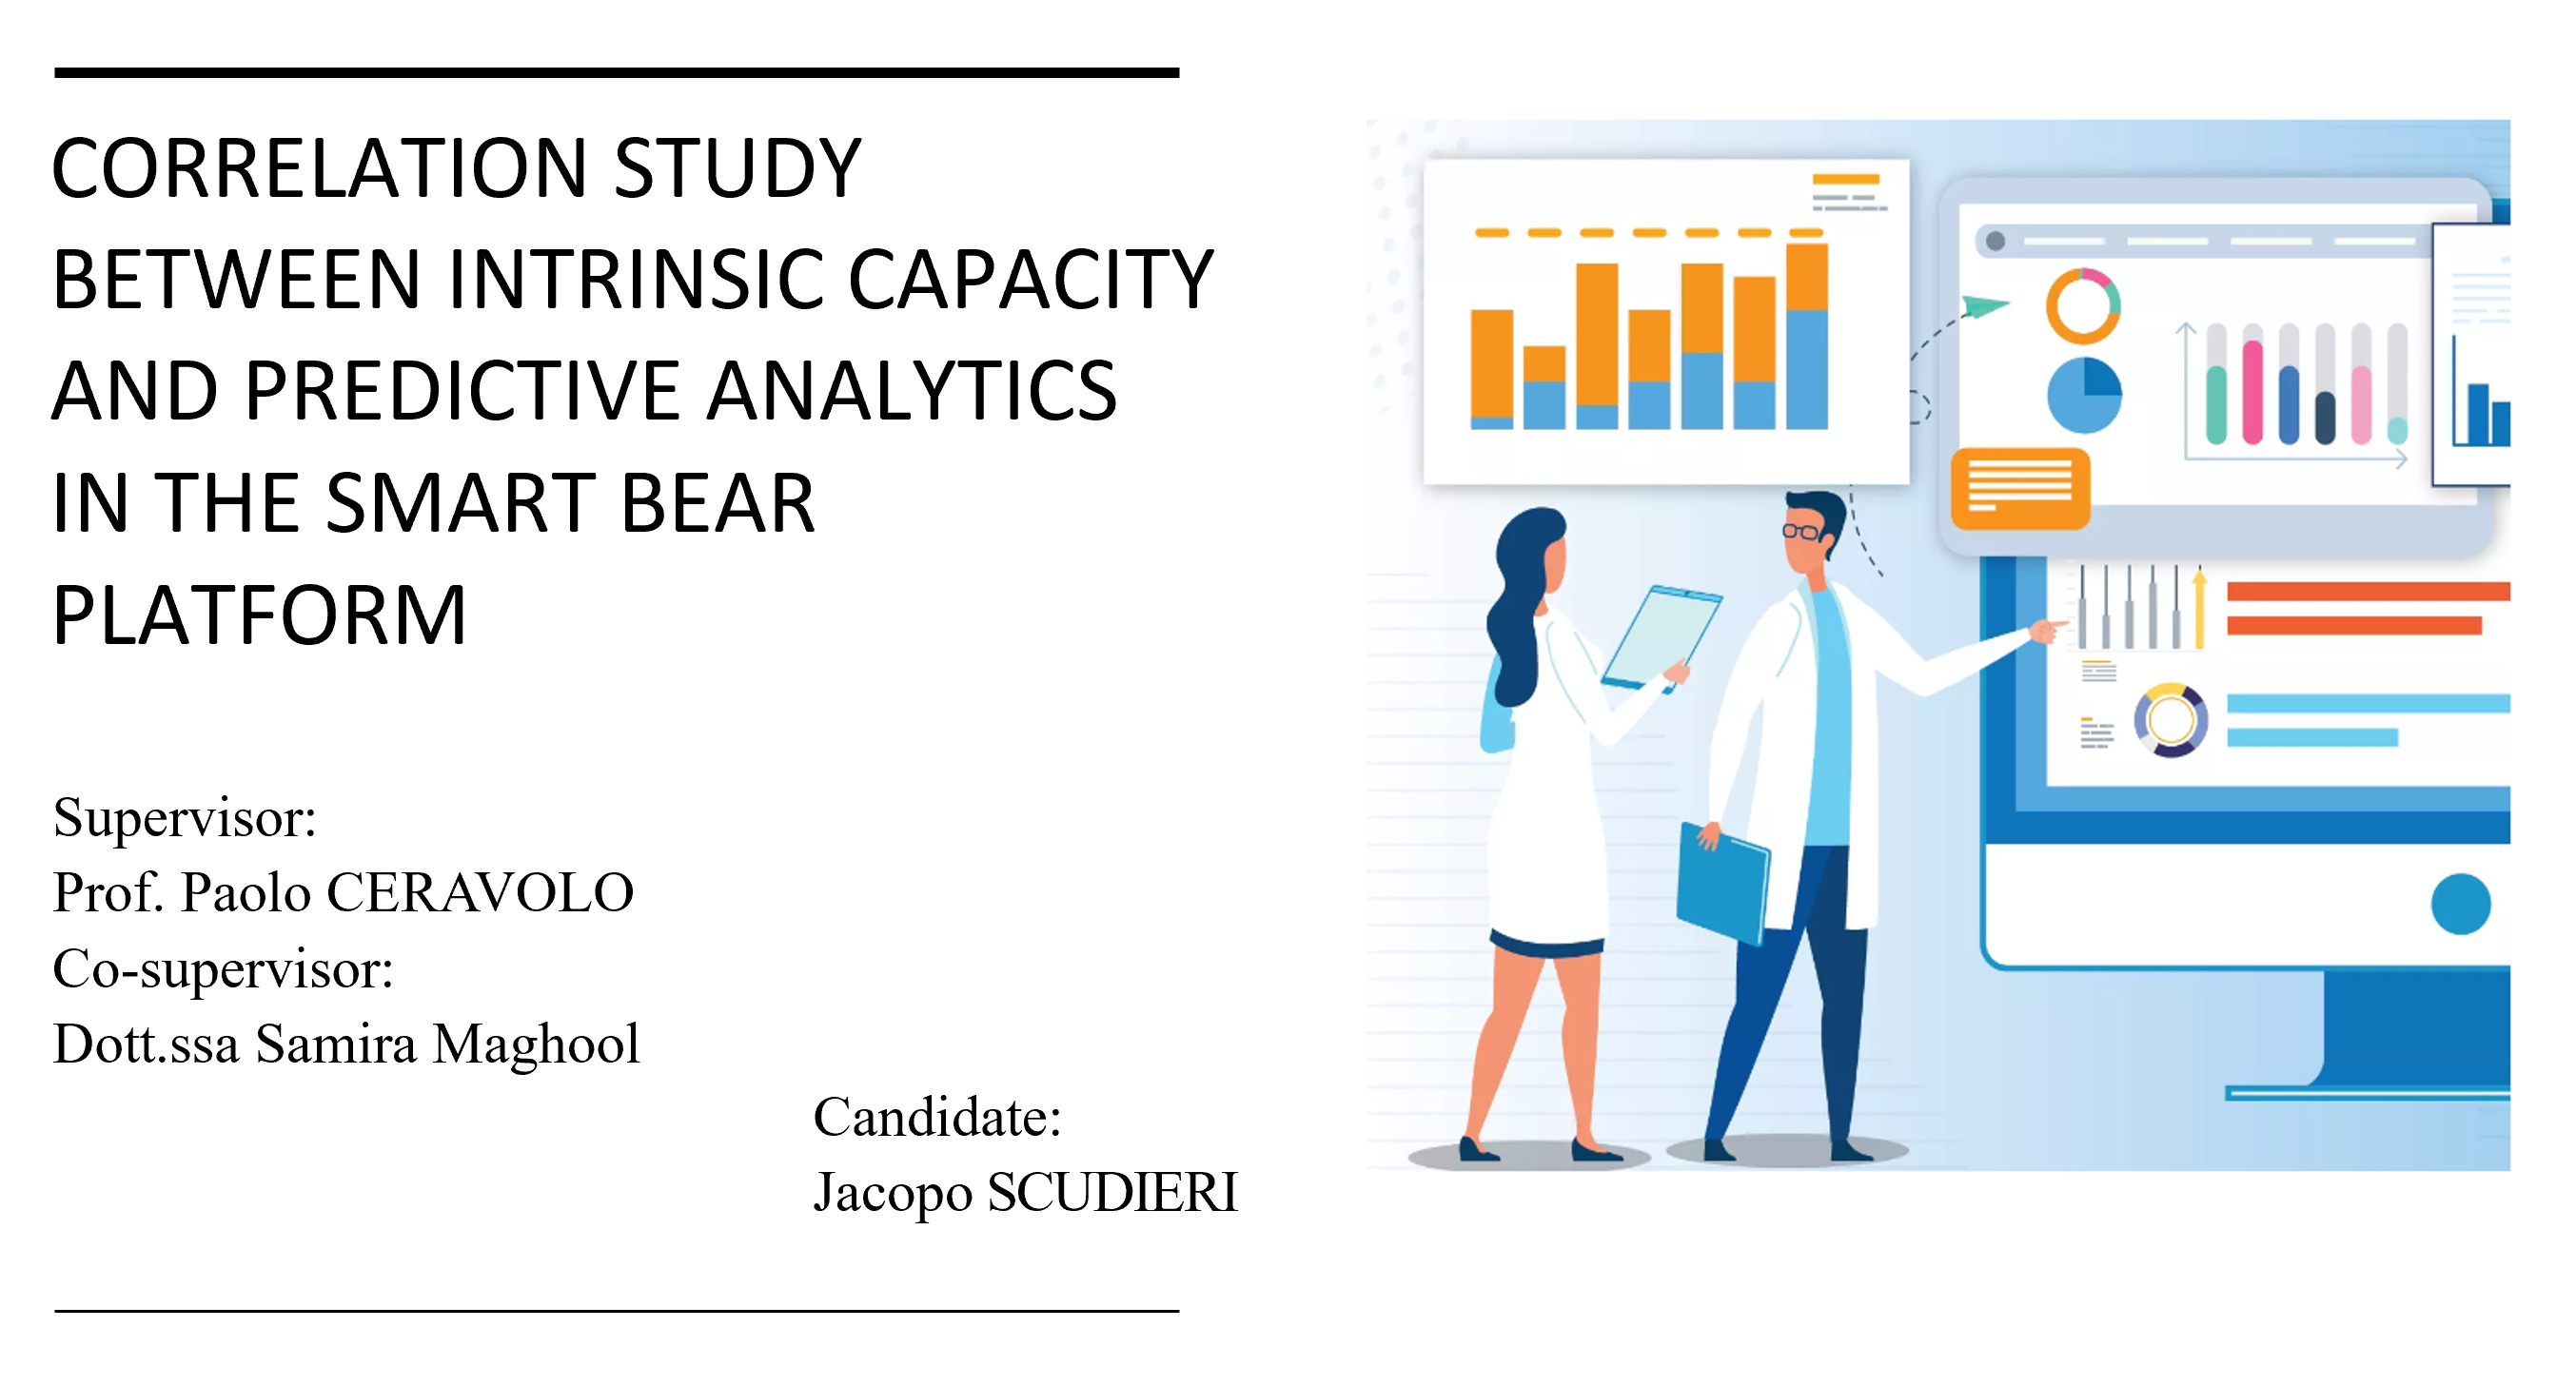 CORRELATION STUDY
BETWEEN INTRINSIC CAPACITY
AND PREDICTIVE ANALYTICS
IN THE SMART BEAR
PLATFORM
Supervisor:
Prof. Paolo CERAVOLO
Co-supervisor:
Dott.ssa Samira Maghool
Candidate:
Jacopo SCUDIERI